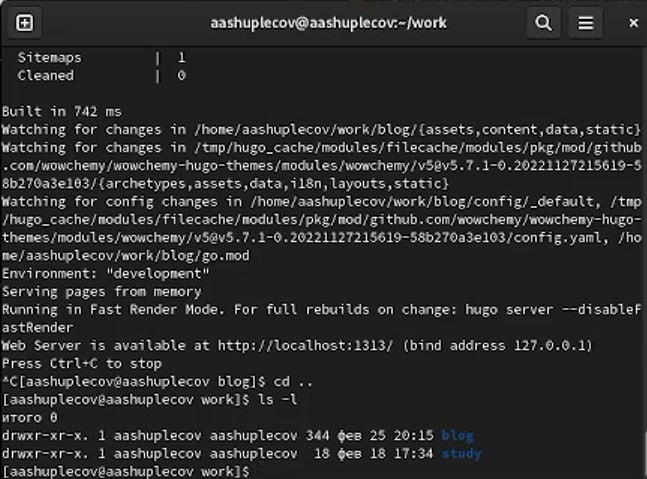 aashuplecov@aashuplecov:~/work
Sitemaps | 1
Cleaned | 0
Built in 742 ms
Watching for changes in /home/aashuplecov/work/blog/{assets,content,data,static}
Watching for changes in /tmp/hugo_cache/modules/filecache/modules/pkg/mod/github
.com/wowchemy/wowchemy-hugo-themes/modules/wowchemy/v5@v5.7.1-0.20221127215619-5
8b270a3e103/{archetypes,assets,data,i18n,layouts,static}
Watching for config changes in /home/aashuplecov/work/blog/config/_default, /tmp
/hugo_cache/modules/filecache/modules/pkg/mod/github.com/wowchemy/wowchemy-hugo-
themes/modules/wowchemy/v5@v5.7.1-0.20221127215619-58b270a3e103/config.yaml, /ho
me/aashuplecov/work/blog/go.mod
Environment: "development"
Serving pages from memory
Running in Fast Render Mode. For full rebuilds on change: hugo server --disableF
astRender
Web Server is available at http://localhost:1313/ (bind address 127.0.0.1)
Press Ctrl+C to stop
^C[aashuplecov@aashuplecov blog]$ cd ..
[aashuplecov@aashuplecov work]$ ls -l
итого 0
drwxr-xr-x. 1 aashuplecov aashuplecov 344 фев 25 20:15 blog
drwxr-xr-x. 1 aashuplecov aashuplecov  18 фев 18 17:34 study
[aashuplecov@aashuplecov work]$